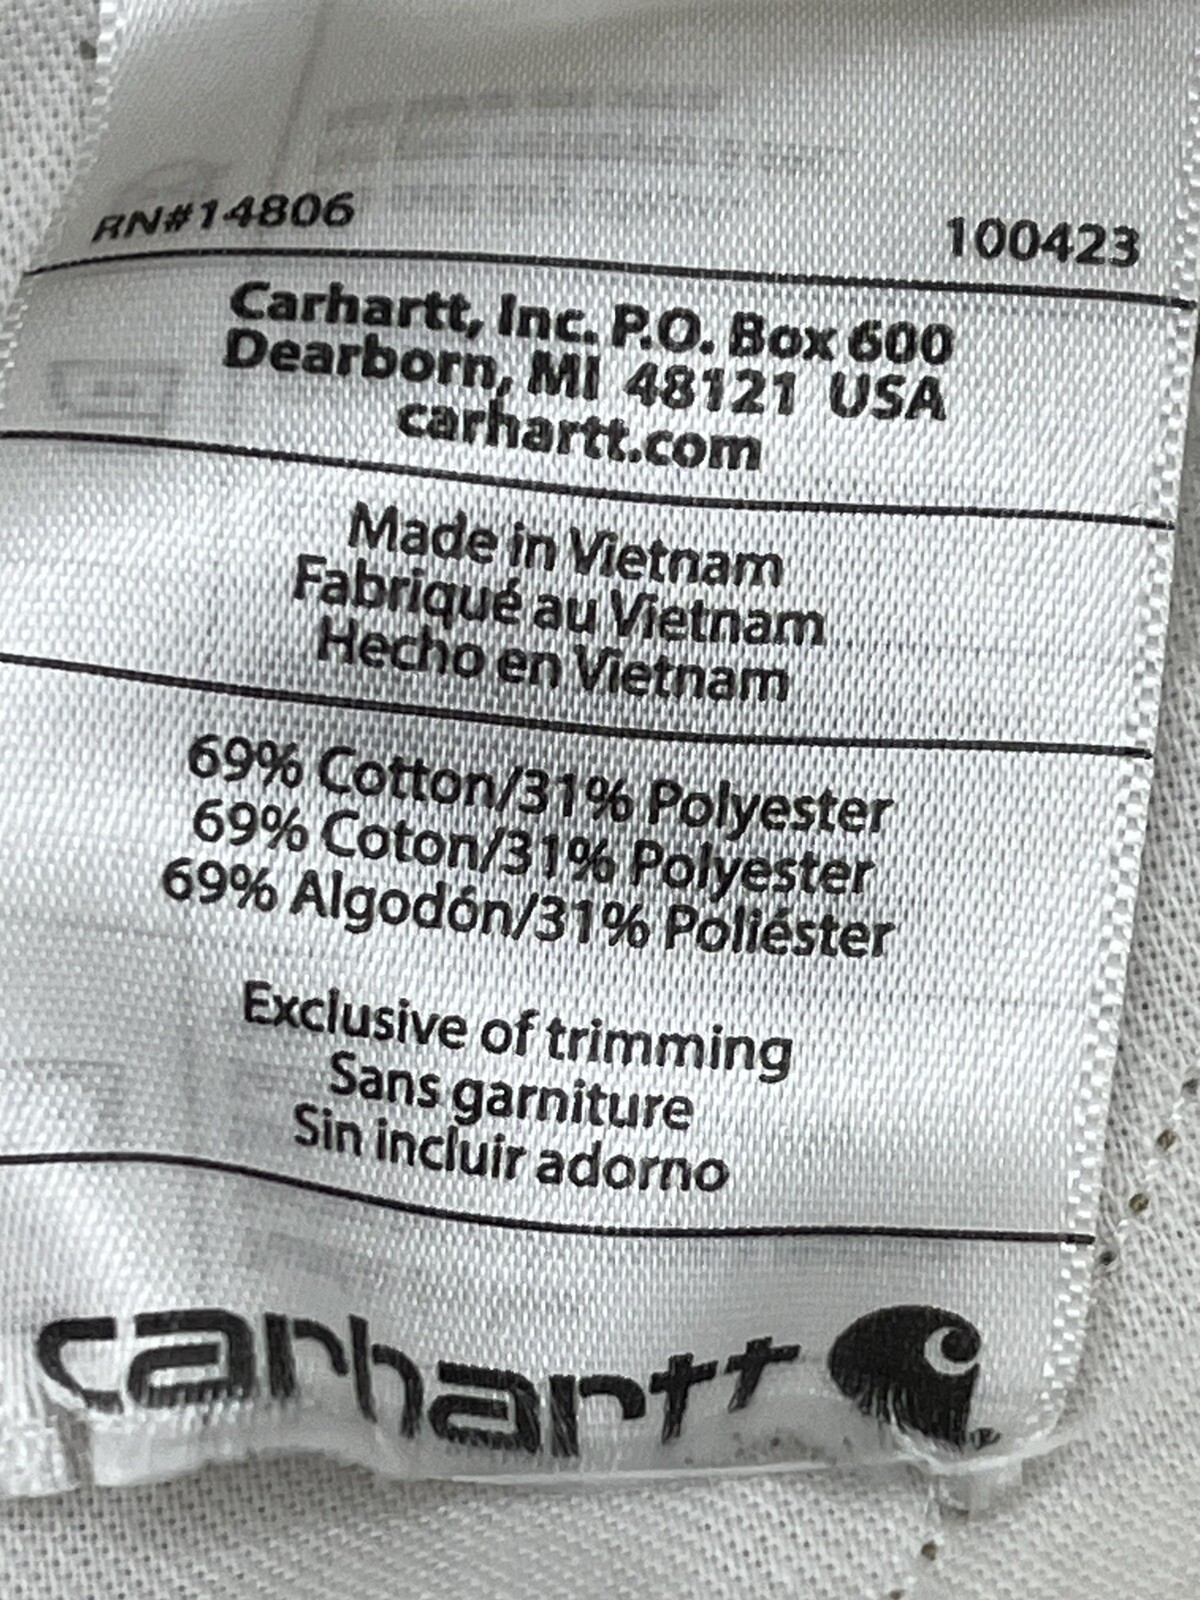 RN#14806 100423
Carhartt, Inc. P.O. Box 600
Dearborn, MI 48121 USA
carhartt.com
Made in Vietnam
Fabriqué au Vietnam
Hecho en Vietnam
69% Cotton/31% Polyester
69% Coton/31% Polyester
69% Algodón/31% Poliéster
Exclusive of trimming
Sans garniture
Sin incluir adorno
carhartt